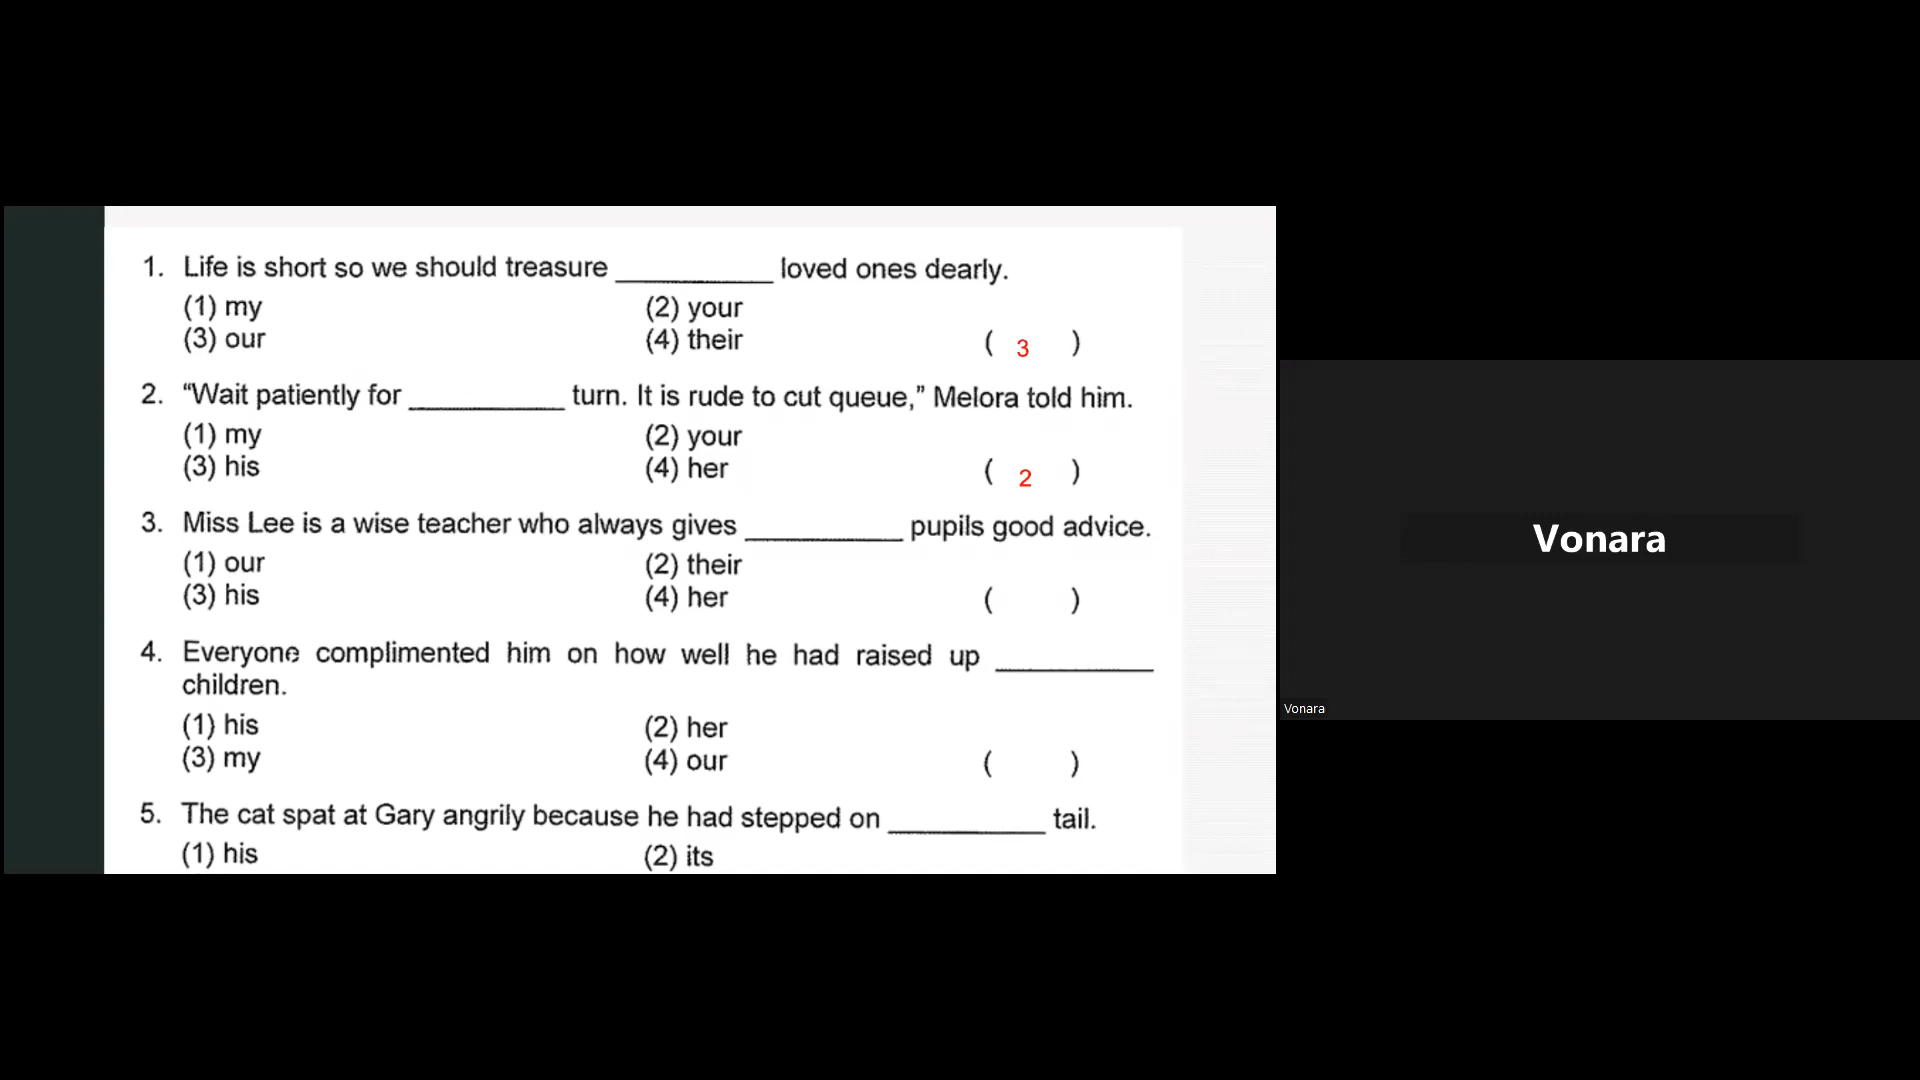 1. Life is short so we should treasure __________ loved ones dearly.
(1) my (2) your
(3) our (4) their ( 3 )
2. “Wait patiently for __________ turn. It is rude to cut queue,” Melora told him.
(1) my (2) your
(3) his (4) her ( 2 )
3. Miss Lee is a wise teacher who always gives __________ pupils good advice.
(1) our (2) their
(3) his (4) her ( )
4. Everyone complimented him on how well he had raised up __________
children.
(1) his (2) her
(3) my (4) our ( )
5. The cat spat at Gary angrily because he had stepped on __________ tail.
(1) his (2) its
Vonara
Vonara